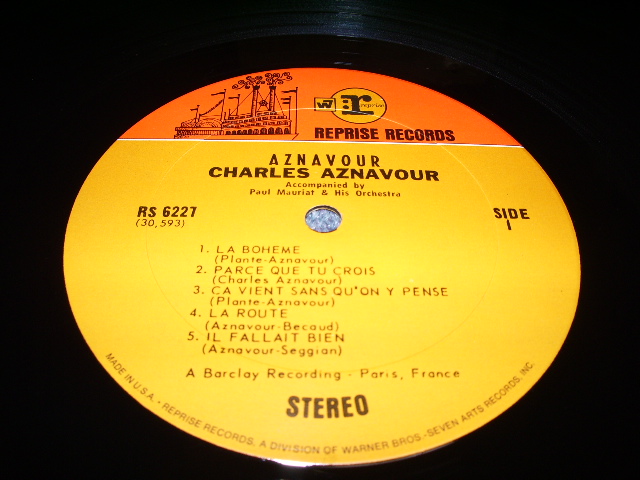 W
r
REPRISE RECORDS
AZNAVOUR
CHARLES AZNAVOUR
Accompanied by
Paul Mauriat & His Orchestra
RS 6227
(30,593)
SIDE
1
1. LA BOHEME
(Plante-Aznavour)
2. PARCE QUE TU CROIS
(Charles Aznavour)
3. CA VIENT SANS QU'ON Y PENSE
(Plante-Aznavour)
4. LA ROUTE
(Aznavour-Becaud)
5. IL FALLAIT BIEN
(Aznavour-Seggian)
A Barclay Recording - Paris, France
STEREO
MADE IN U.S.A. - REPRISE RECORDS, A DIVISION OF WARNER BROS.-SEVEN ARTS RECORDS, INC.